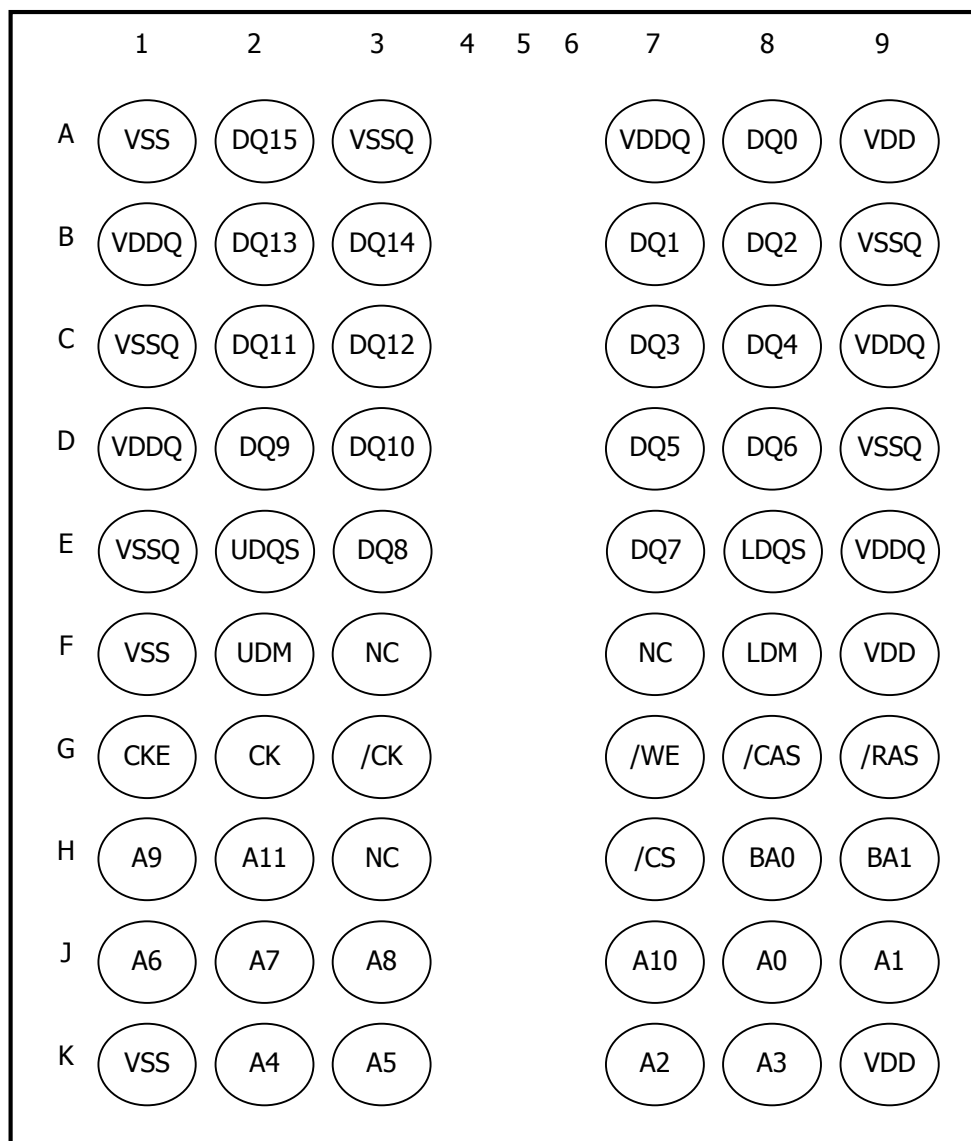 1 2 3 4 5 6 7 8 9
A VSS DQ15 VSSQ VDDQ DQ0 VDD
B VDDQ DQ13 DQ14 DQ1 DQ2 VSSQ
C VSSQ DQ11 DQ12 DQ3 DQ4 VDDQ
D VDDQ DQ9 DQ10 DQ5 DQ6 VSSQ
E VSSQ UDQS DQ8 DQ7 LDQS VDDQ
F VSS UDM NC NC LDM VDD
G CKE CK /CK /WE /CAS /RAS
H A9 A11 NC /CS BA0 BA1
J A6 A7 A8 A10 A0 A1
K VSS A4 A5 A2 A3 VDD